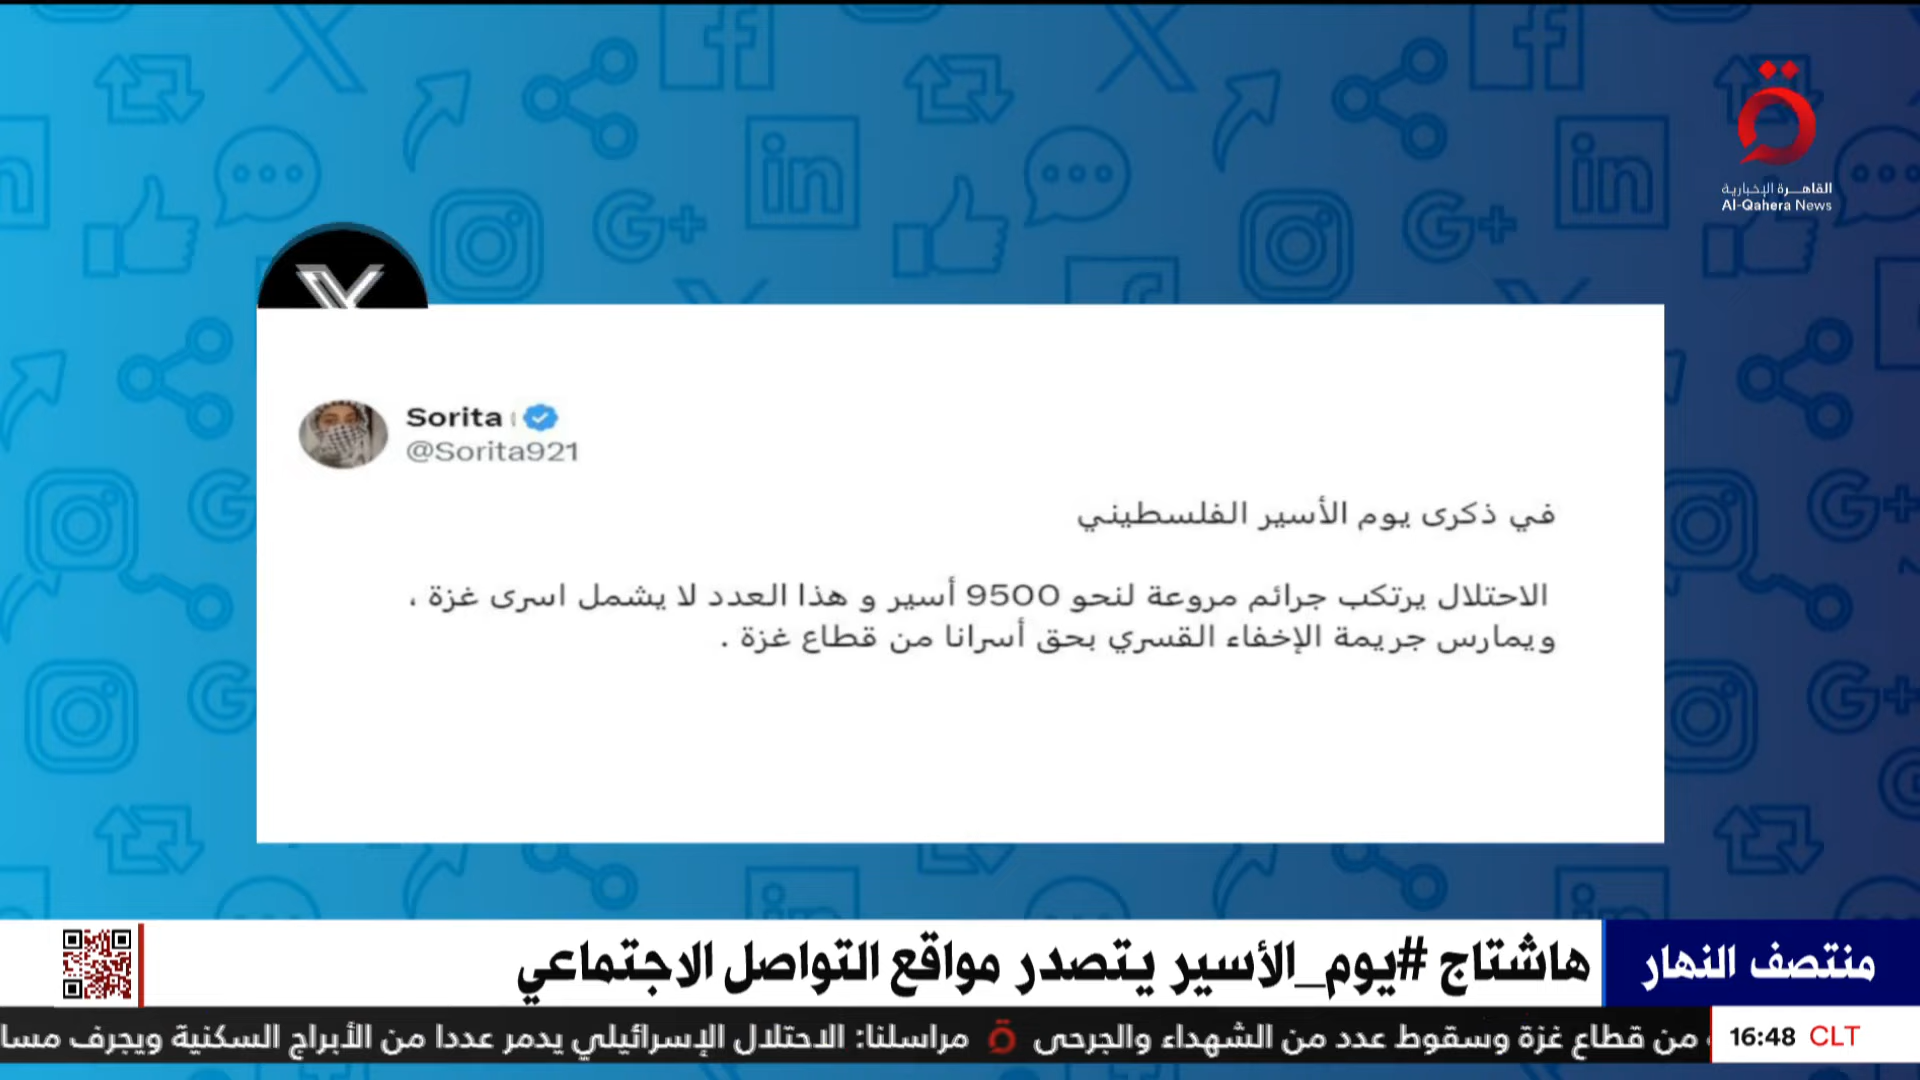 القاهرة الإخبارية
Al-Qahera News
Sorita
@Sorita921
في ذكرى يوم الأسير الفلسطيني
الاحتلال يرتكب جرائم مروعة لنحو 9500 أسير و هذا العدد لا يشمل اسرى غزة ،
ويمارس جريمة الإخفاء القسري بحق أسرانا من قطاع غزة .
منتصف النهار
هاشتاج #يوم_الأسير يتصدر مواقع التواصل الاجتماعي
من قطاع غزة وسقوط عدد من الشهداء والجرحى مراسلنا: الاحتلال الإسرائيلي يدمر عددا من الأبراج السكنية ويجرف
16:48 CLT